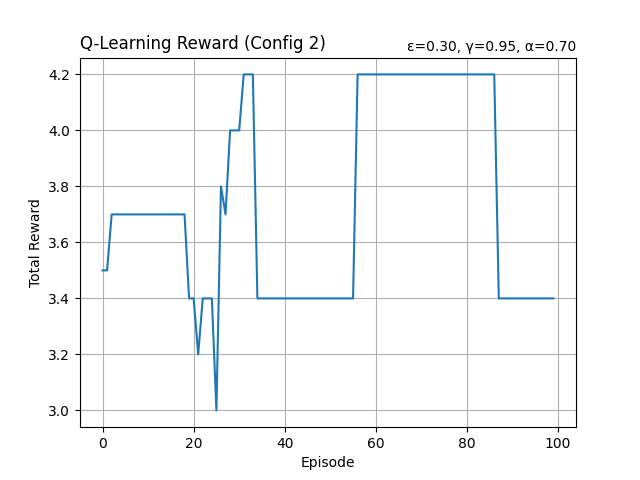 Q-Learning Reward (Config 2)
ε=0.30, γ=0.95, α=0.70
Total Reward
4.2
4.0
3.8
3.6
3.4
3.2
3.0
0 20 40 60 80 100
Episode